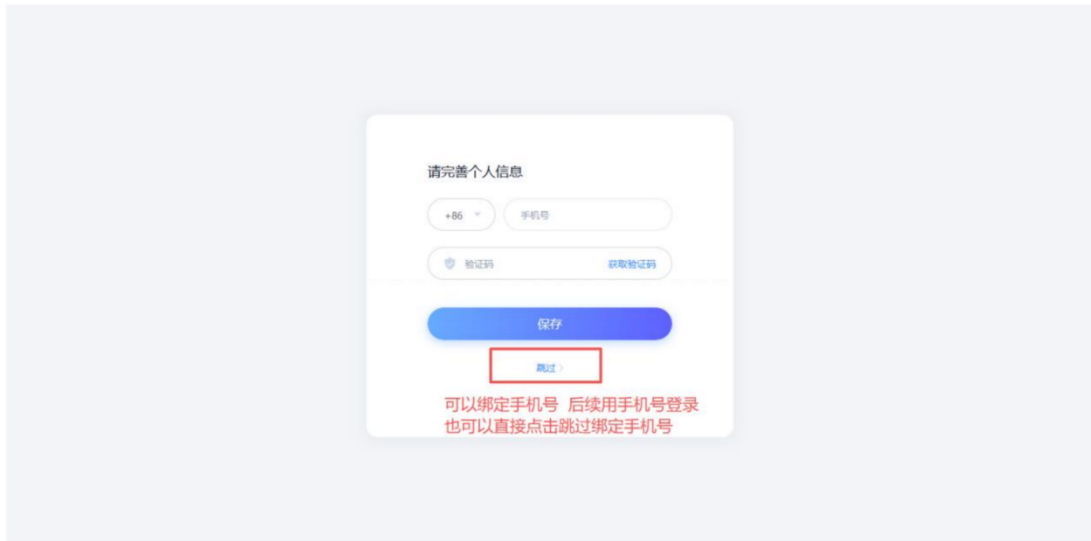 请完善个人信息
+86 手机号
验证码 获取验证码
保存
跳过 >
可以绑定手机号 后续用手机号登录
也可以直接点击跳过绑定手机号